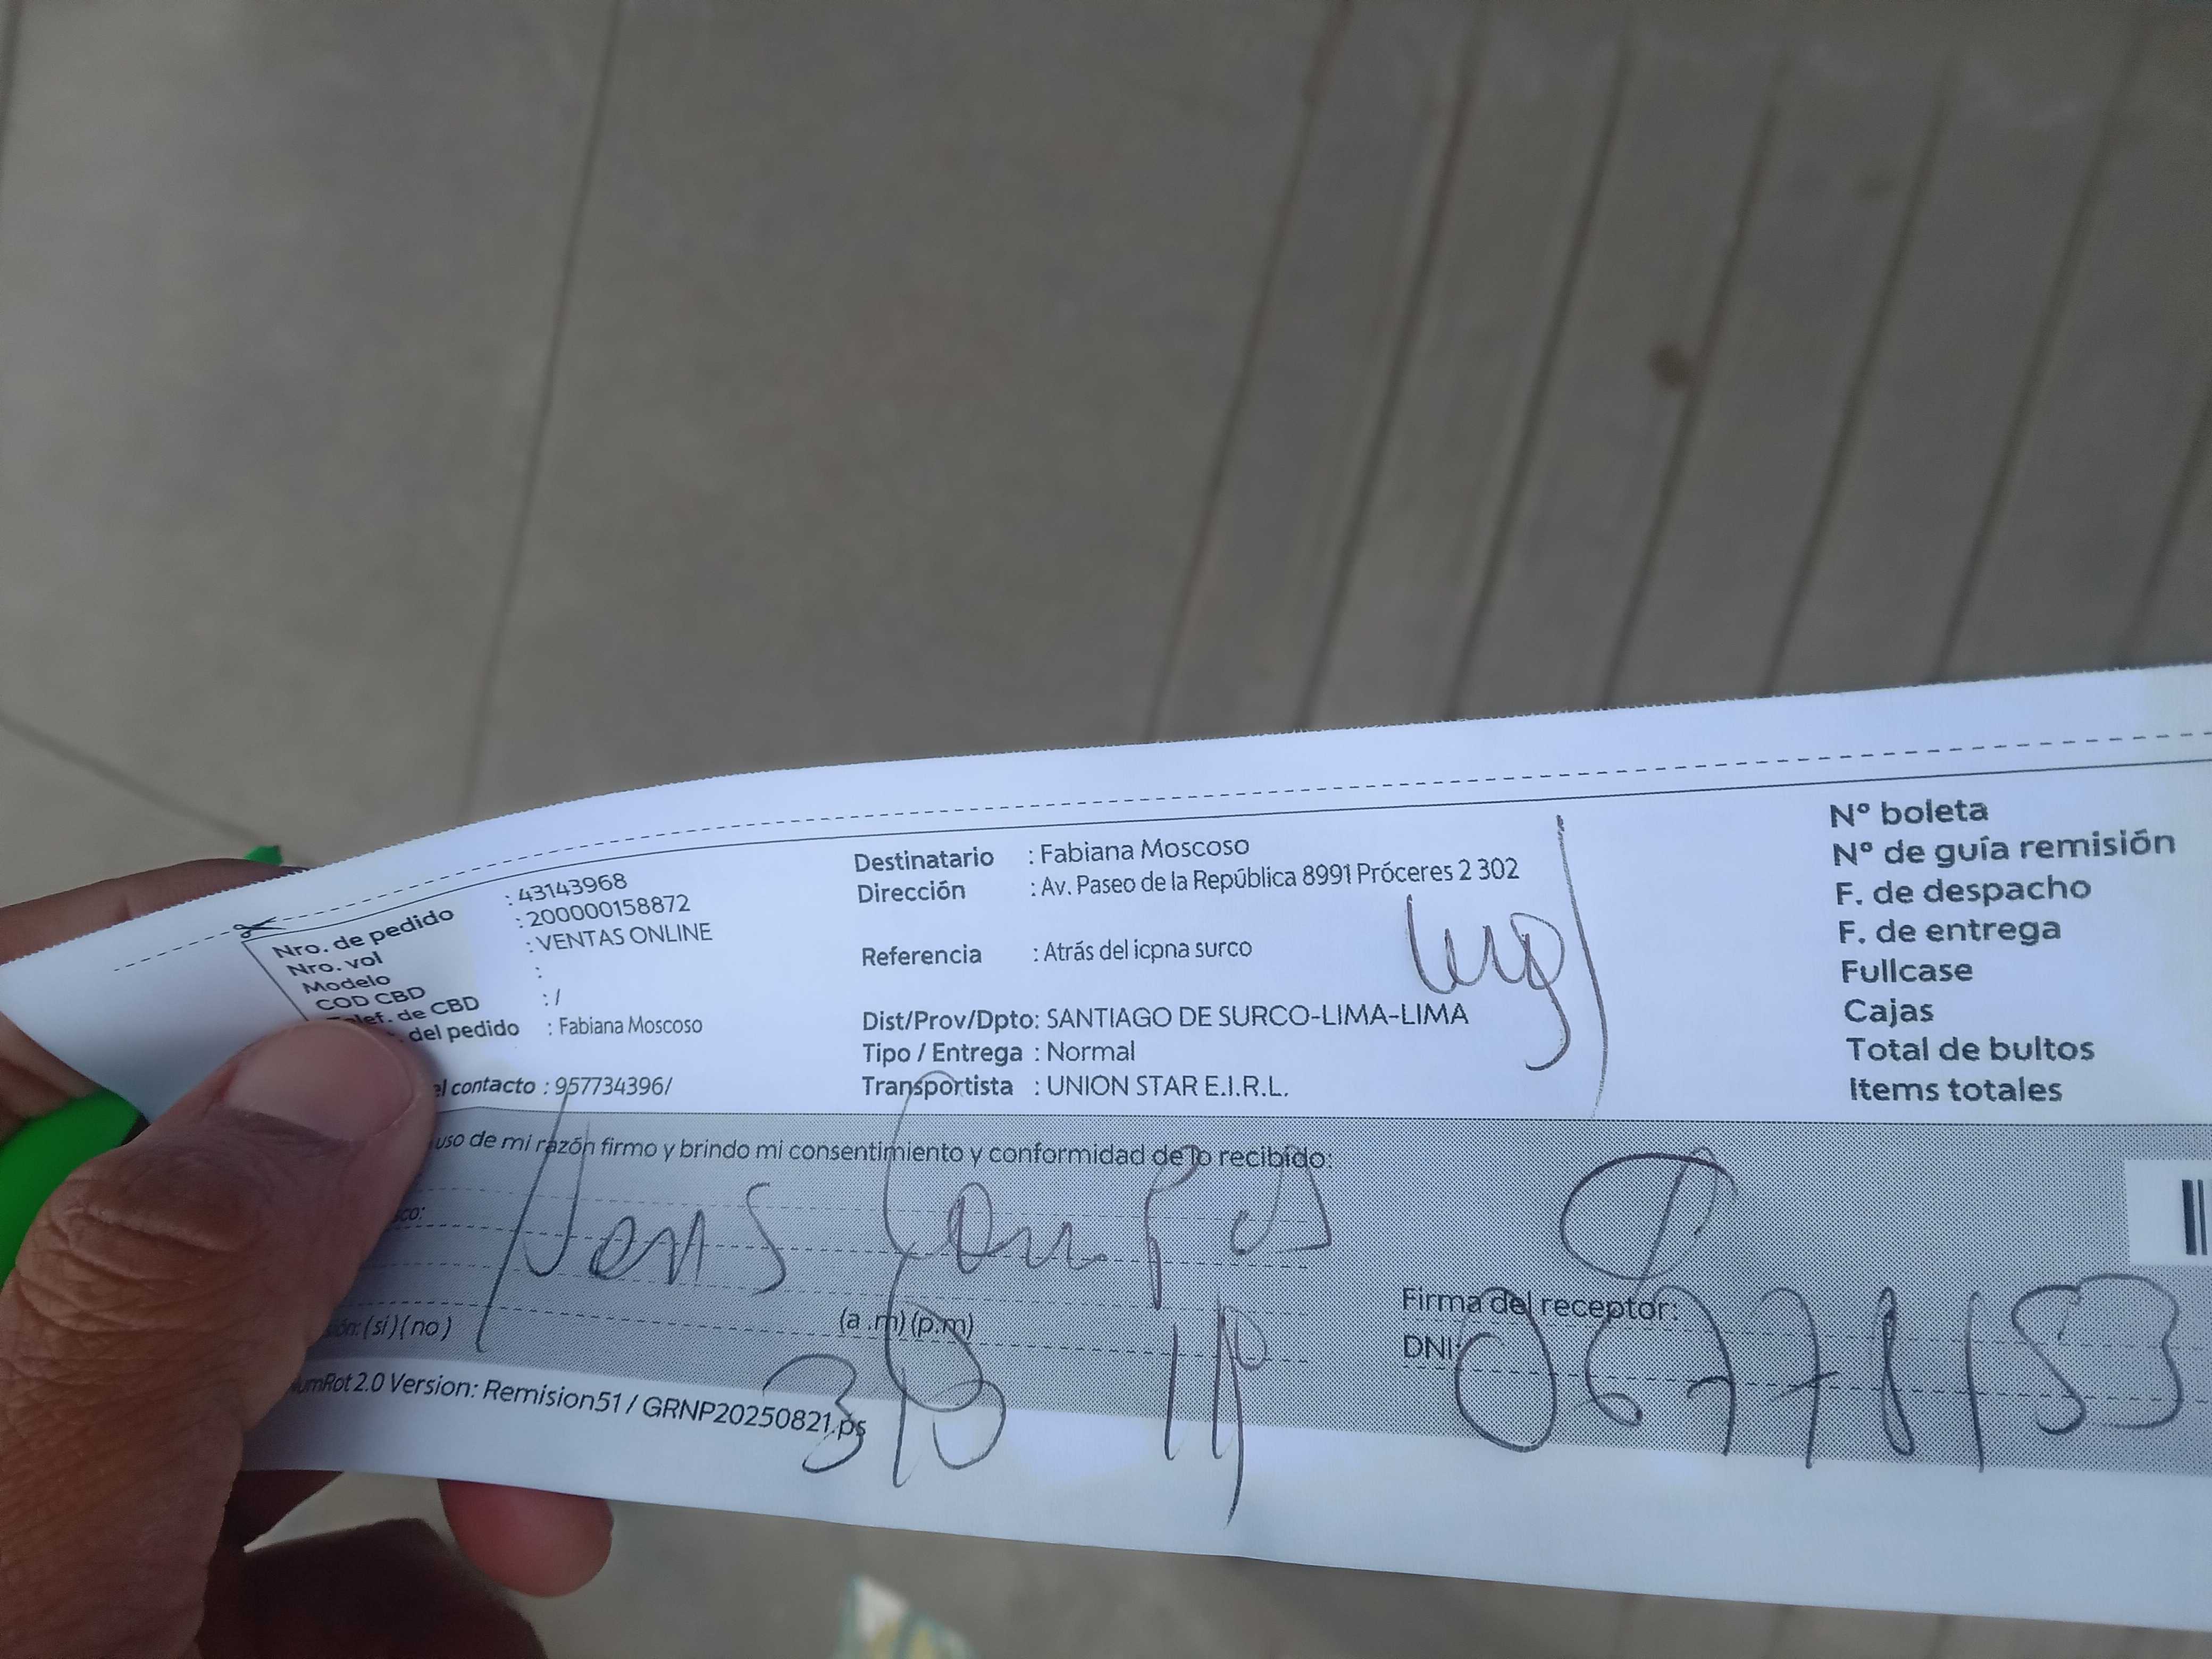 Nro. de pedido : 43143968
Nro. vol : 200000158872
Modelo : VENTAS ONLINE
COD CBD :
Telef. de CBD : /
del pedido : Fabiana Moscoso
el contacto : 957734396/
Destinatario : Fabiana Moscoso
Dirección : Av. Paseo de la República 8991 Próceres 2 302
Referencia : Atrás del icpna surco
Dist/Prov/Dpto: SANTIAGO DE SURCO-LIMA-LIMA
Tipo / Entrega : Normal
Transportista : UNION STAR E.I.R.L.
N° boleta
N° de guía remisión
F. de despacho
F. de entrega
Fullcase
Cajas
Total de bultos
Items totales
uso de mi razón firmo y brindo mi consentimiento y conformidad de lo recibido:
(si) (no)
(a .m) (p.m)
Firma del receptor:
DNI:
Version: Remision51 / GRNP20250821.ps